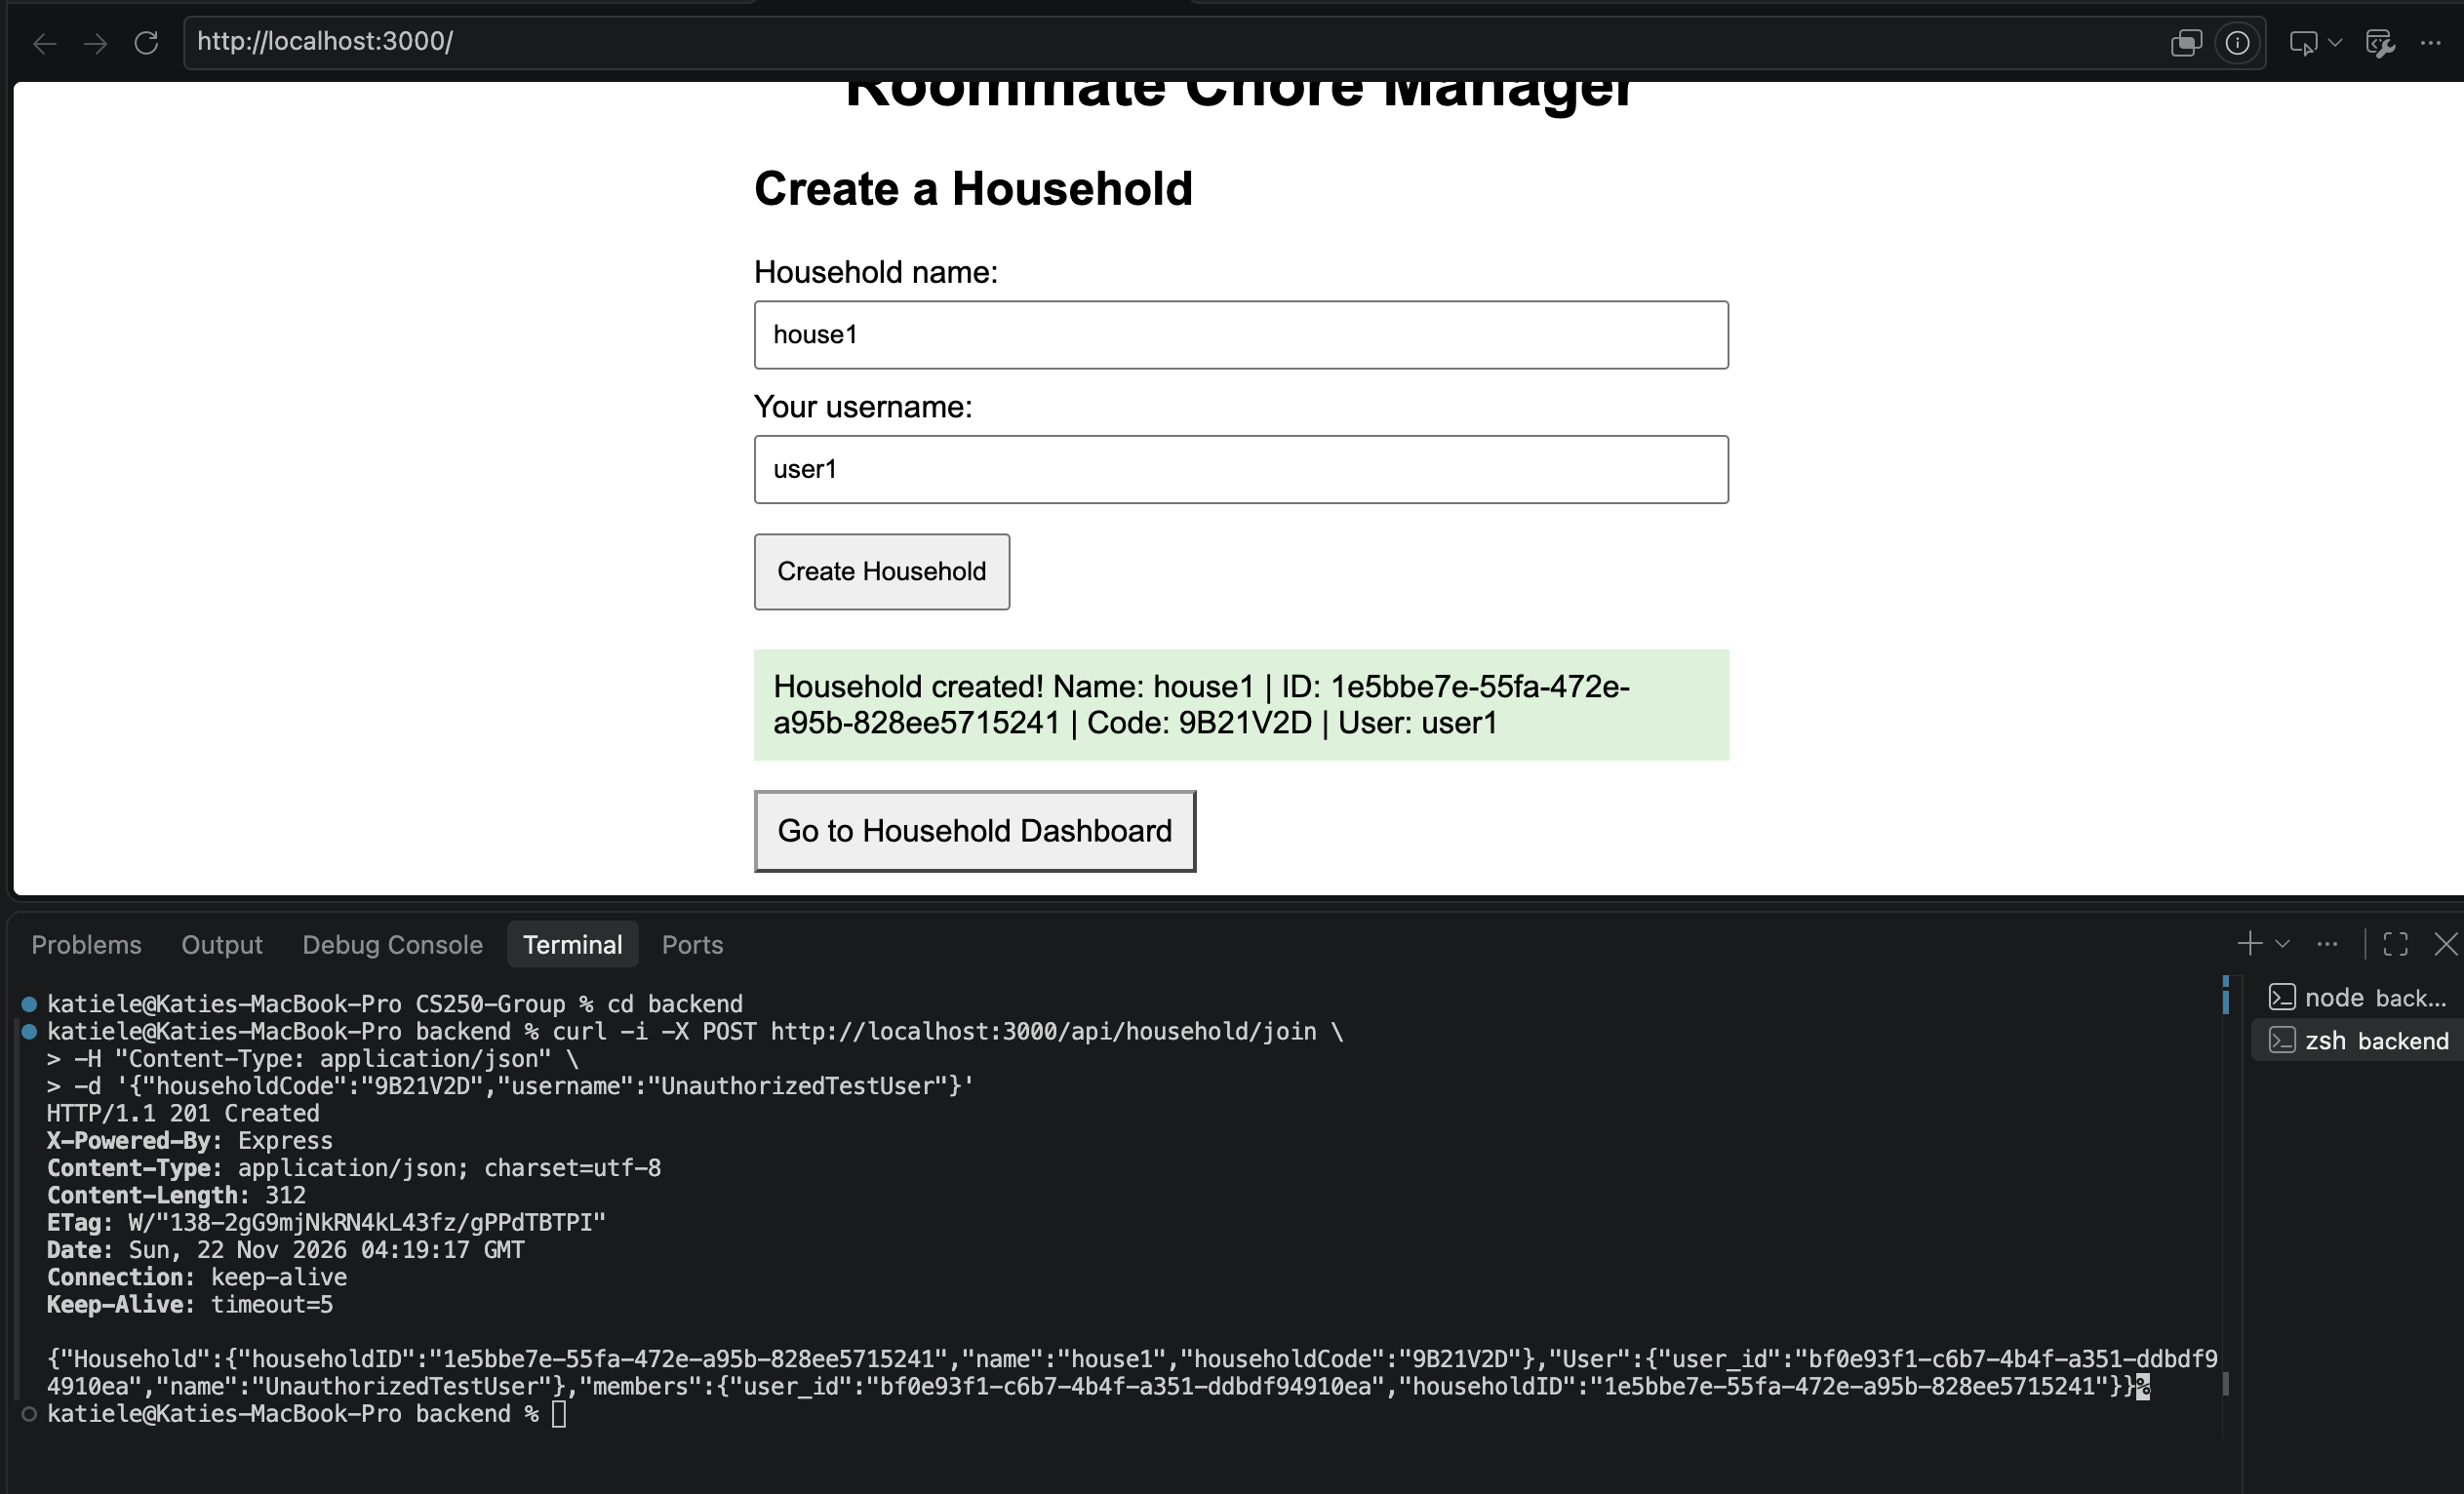 http://localhost:3000/
Roommate Chore Manager
Create a Household
Household name:
house1
Your username:
user1
Create Household
Household created! Name: house1 | ID: 1e5bbe7e-55fa-472e-
a95b-828ee5715241 | Code: 9B21V2D | User: user1
Go to Household Dashboard
Problems Output Debug Console Terminal Ports
katiele@Katies-MacBook-Pro CS250-Group % cd backend
katiele@Katies-MacBook-Pro backend % curl -i -X POST http://localhost:3000/api/household/join \
> -H "Content-Type: application/json" \
> -d '{"householdCode":"9B21V2D","username":"UnauthorizedTestUser"}'
HTTP/1.1 201 Created
X-Powered-By: Express
Content-Type: application/json; charset=utf-8
Content-Length: 312
ETag: W/"138-2gG9mjNkRN4kL43fz/gPPdTBTPI"
Date: Sun, 22 Nov 2026 04:19:17 GMT
Connection: keep-alive
Keep-Alive: timeout=5
{"Household":{"householdID":"1e5bbe7e-55fa-472e-a95b-828ee5715241","name":"house1","householdCode":"9B21V2D"},"User":{"user_id":"bf0e93f1-c6b7-4b4f-a351-ddbdf9
4910ea","name":"UnauthorizedTestUser"},"members":{"user_id":"bf0e93f1-c6b7-4b4f-a351-ddbdf94910ea","householdID":"1e5bbe7e-55fa-472e-a95b-828ee5715241"}}%
katiele@Katies-MacBook-Pro backend %
node back...
zsh backend